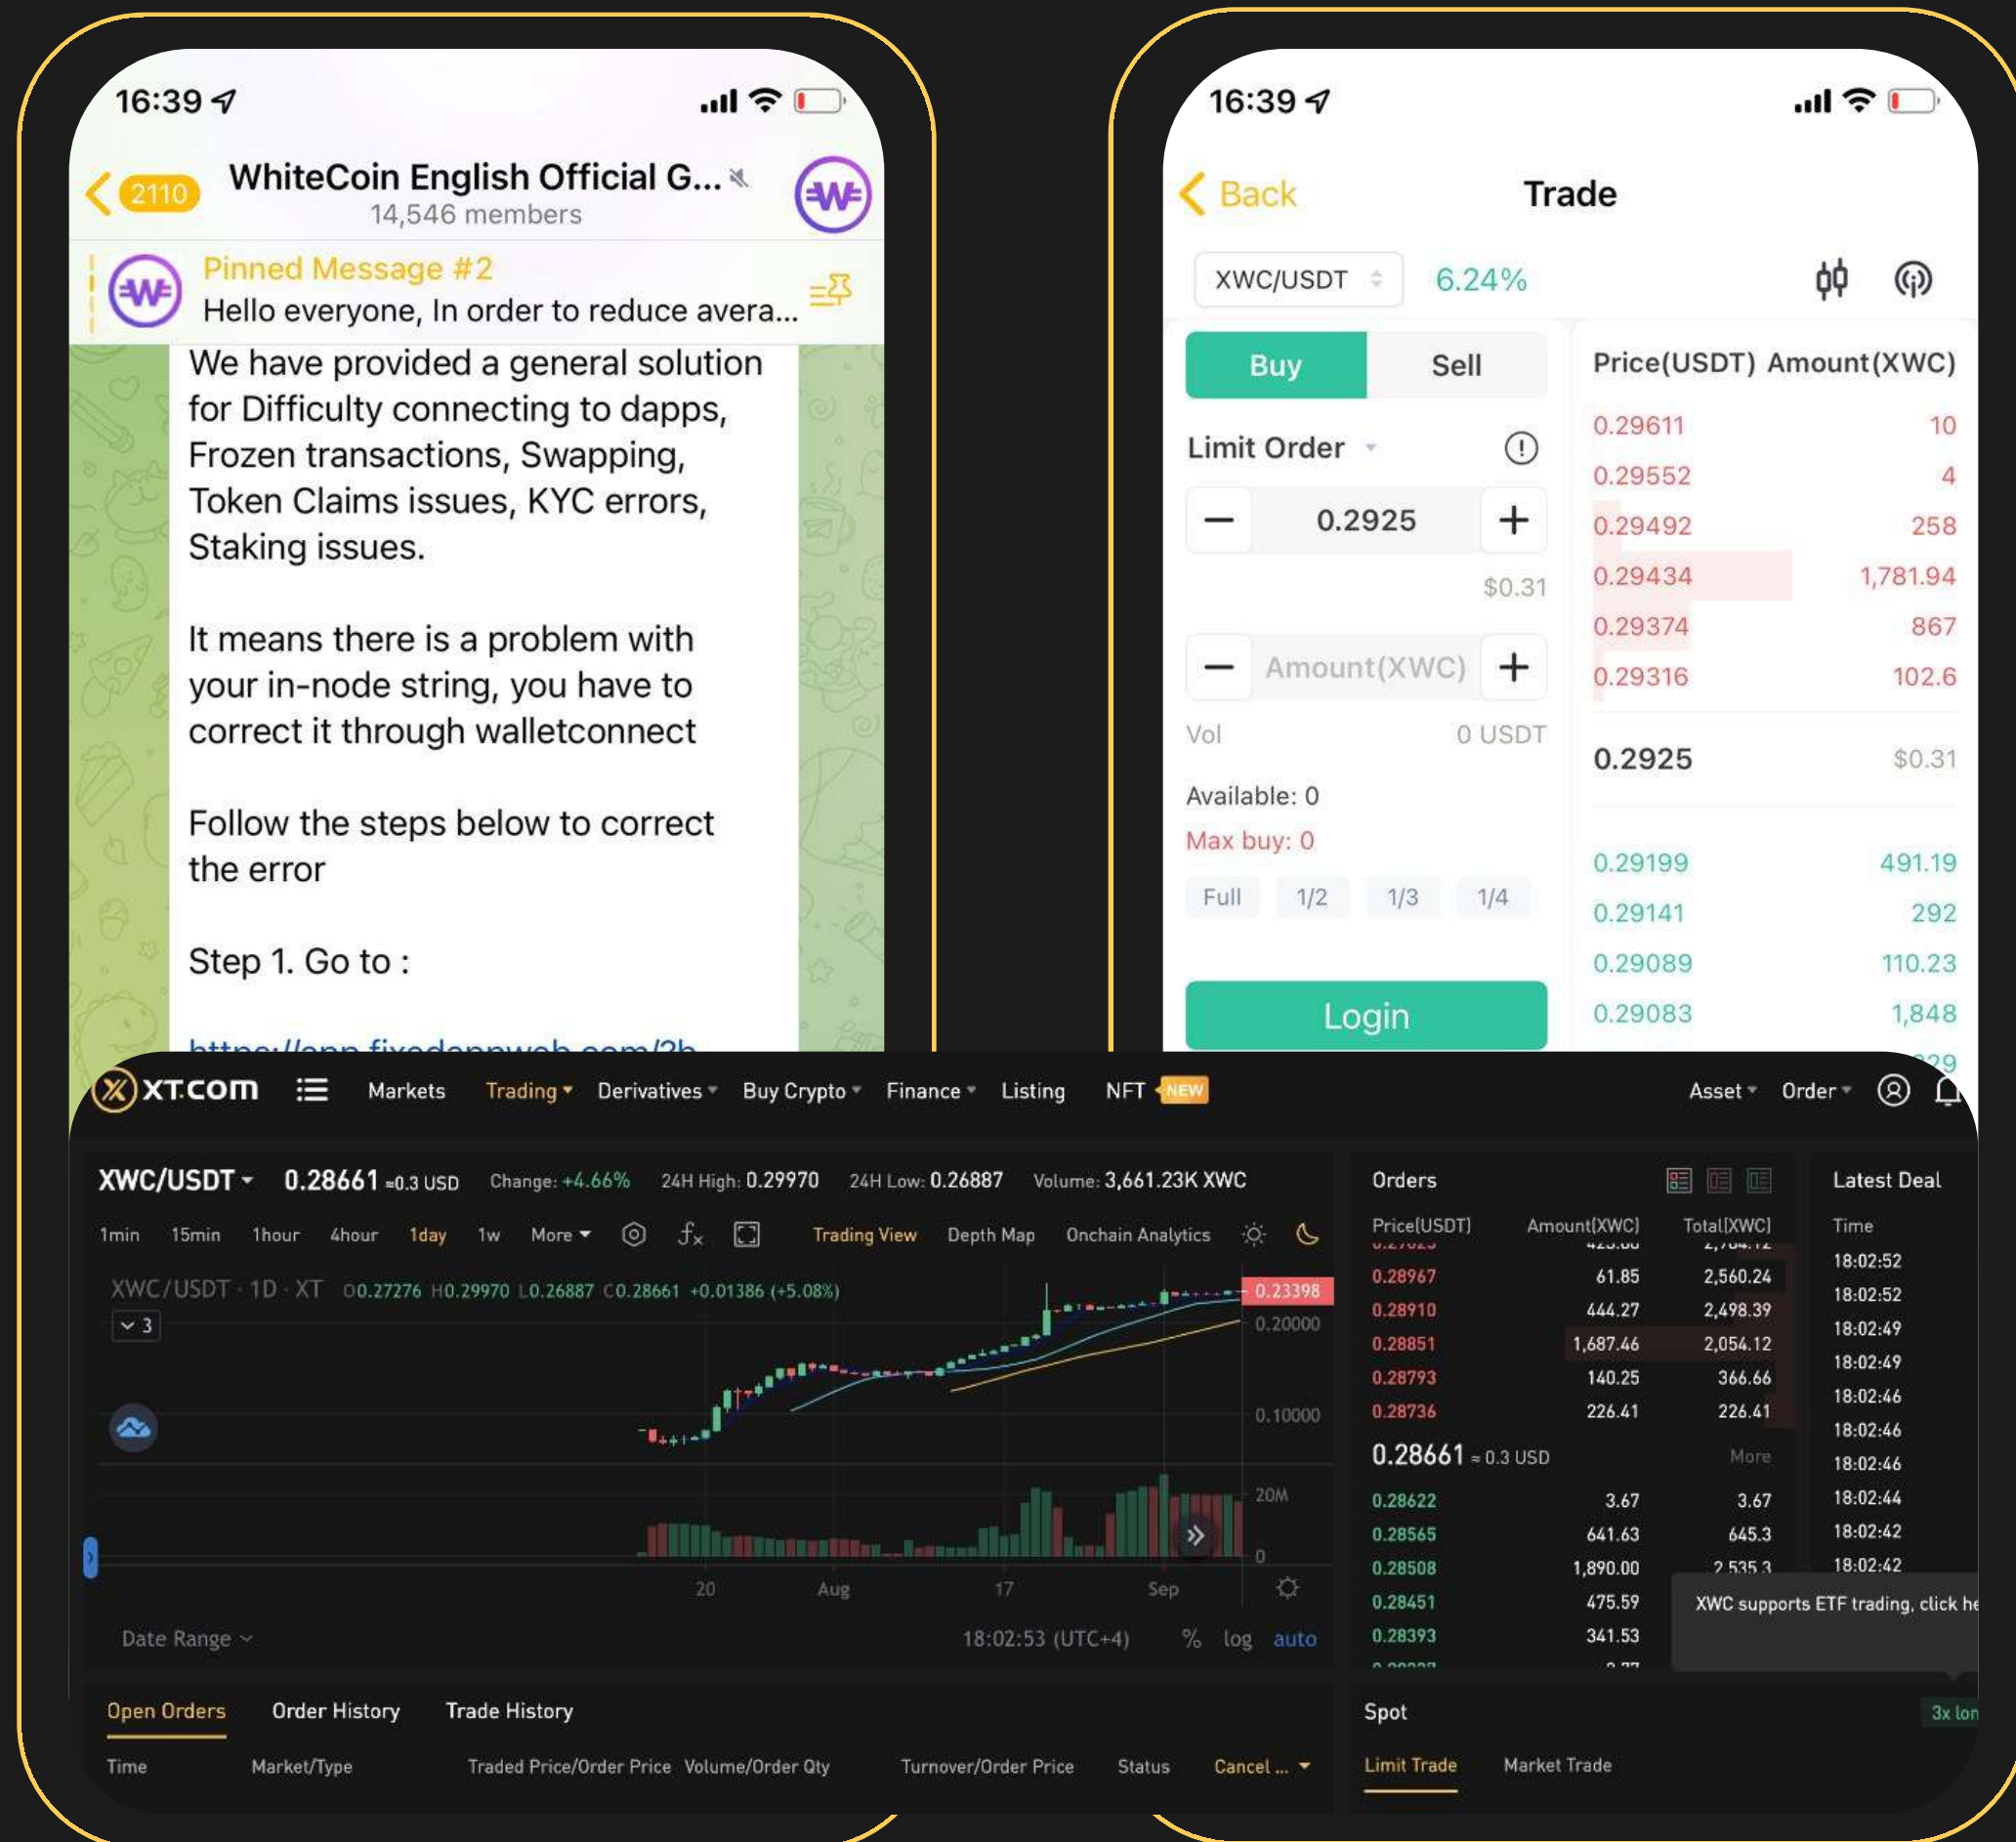 16:39
2110
WhiteCoin English Official G...
14,546 members
Pinned Message #2
Hello everyone, In order to reduce avera...
We have provided a general solution
for Difficulty connecting to dapps,
Frozen transactions, Swapping,
Token Claims issues, KYC errors,
Staking issues.
It means there is a problem with
your in-node string, you have to
correct it through walletconnect
Follow the steps below to correct
the error
Step 1. Go to :
16:39
Back
Trade
XWC/USDT 6.24%
Buy Sell
Limit Order
0.2925
$0.31
Amount(XWC)
Vol 0 USDT
Available: 0
Max buy: 0
Full 1/2 1/3 1/4
Login
Price(USDT) Amount(XWC)
0.29611 10
0.29552 4
0.29492 258
0.29434 1,781.94
0.29374 867
0.29316 102.6
0.2925 $0.31
0.29199 491.19
0.29141 292
0.29089 110.23
0.29083 1,848
XT.COM Markets Trading Derivatives Buy Crypto Finance Listing NFT NEW Asset Order
XWC/USDT 0.28661 ≈0.3 USD Change: +4.66% 24H High: 0.29970 24H Low: 0.26887 Volume: 3,661.23K XWC
1min 15min 1hour 4hour 1day 1w More Trading View Depth Map Onchain Analytics
XWC/USDT · 1D · XT O0.27276 H0.29970 L0.26887 C0.28661 +0.01386 (+5.08%)
3
0.23398
0.20000
0.10000
20M
0
20 Aug 17 Sep
Date Range 18:02:53 (UTC+4) % log auto
Orders
Price(USDT) Amount(XWC) Total(XWC)
0.28967 61.85 2,560.24
0.28910 444.27 2,498.39
0.28851 1,687.46 2,054.12
0.28793 140.25 366.66
0.28736 226.41 226.41
0.28661 ≈ 0.3 USD More
0.28622 3.67 3.67
0.28565 641.63 645.3
0.28508 1,890.00 2,535.3
0.28451 475.59
0.28393 341.53
Latest Deal
Time
18:02:52
18:02:52
18:02:49
18:02:49
18:02:46
18:02:46
18:02:46
18:02:44
18:02:42
18:02:42
XWC supports ETF trading, click
Open Orders Order History Trade History
Time Market/Type Traded Price/Order Price Volume/Order Qty Turnover/Order Price Status Cancel ...
Spot
3x
Limit Trade Market Trade